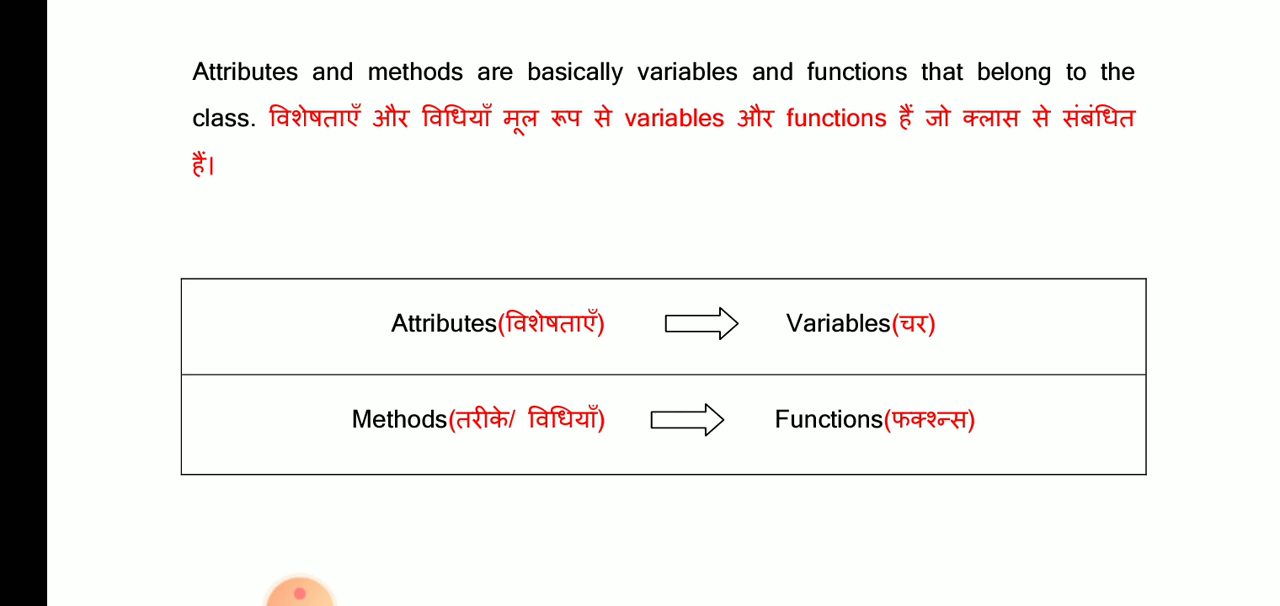 Attributes and methods are basically variables and functions that belong to the
class. विशेषताएँ और विधियाँ मूल रूप से variables और functions हैं जो क्लास से संबंधित
हैं।
Attributes(विशेषताएँ) Variables(चर)
Methods(तरीके/ विधियाँ) Functions(फक्श्न्स)